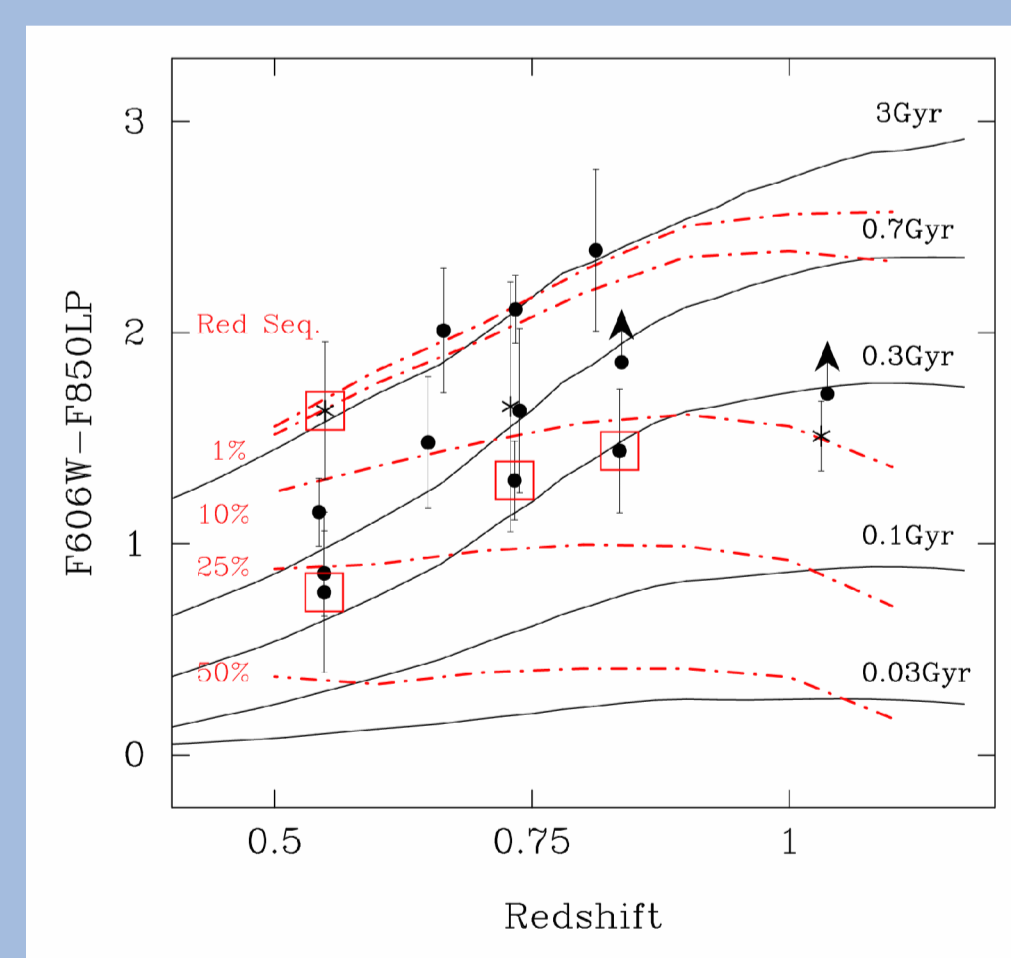 3
3Gyr
0.7Gyr
Red Seq.
2
0.3Gyr
1%
10%
1
0.1Gyr
25%
50%
0.03Gyr
0
F606W-F850LP
0.5 0.75 1
Redshift